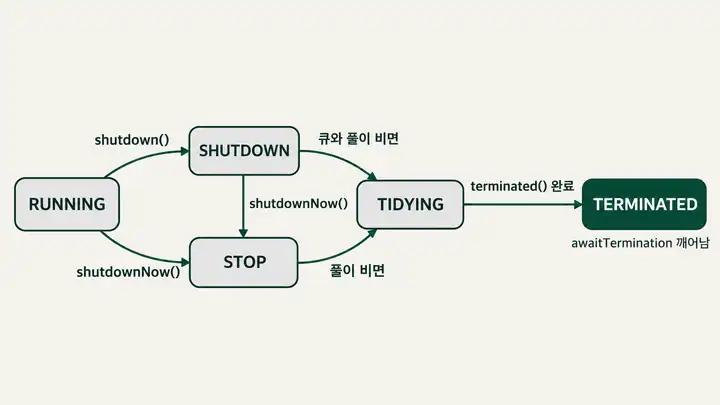 shutdown()
SHUTDOWN
큐와 풀이 비면
RUNNING
shutdownNow()
TIDYING
terminated() 완료
TERMINATED
awaitTermination 깨어남
shutdownNow()
STOP
풀이 비면